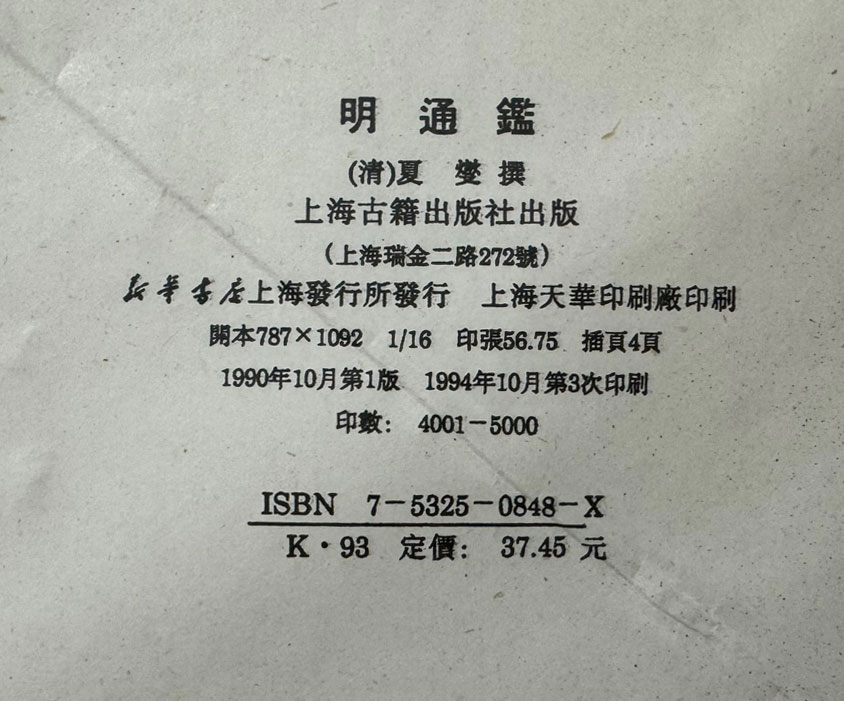 明 通 鑑
(清)夏 燮 撰
上海古籍出版社出版
(上海瑞金二路272號)
新華書店上海發行所發行 上海天華印刷廠印刷
開本787×1092 1/16 印張56.75 插頁4頁
1990年10月第1版 1994年10月第3次印刷
印數: 4001-5000
ISBN 7-5325-0848-X
K·93 定價: 37.45 元